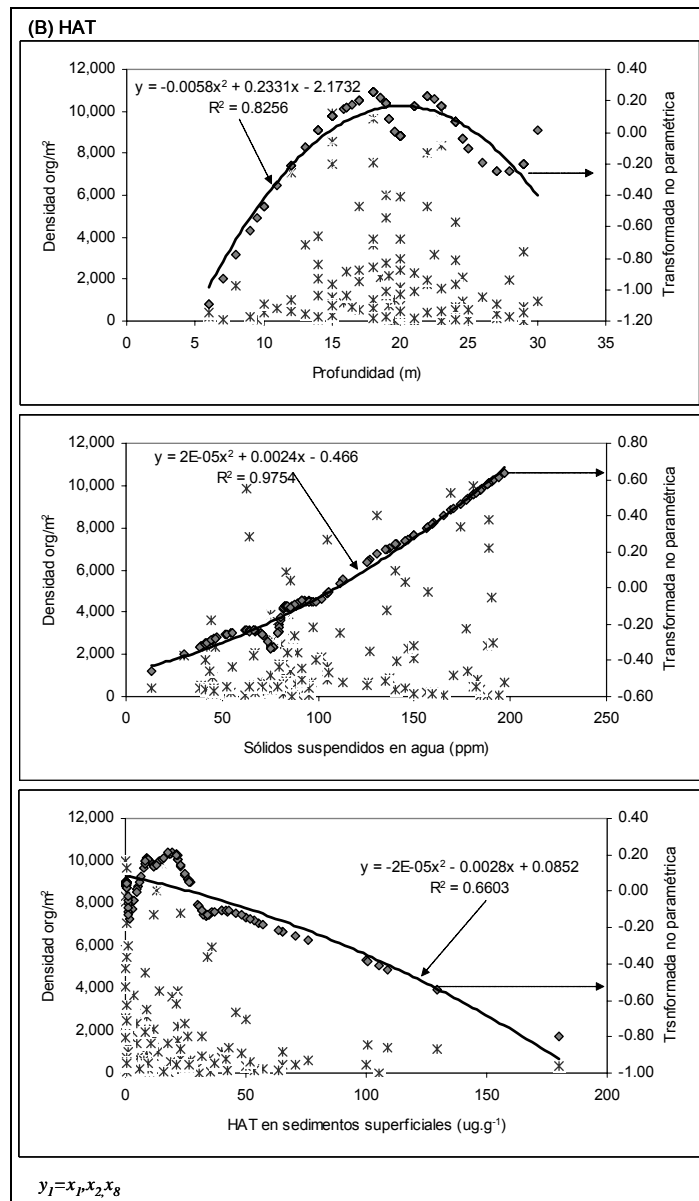 (B) HAT
y = -0.0058x² + 0.2331x - 2.1732
R² = 0.8256
Densidad org/m²
12,000
10,000
8,000
6,000
4,000
2,000
0
0 5 10 15 20 25 30 35
Profundidad (m)
0.40
0.20
0.00
-0.20
-0.40
-0.60
-0.80
-1.00
-1.20
Transformada no paramétrica
y = 2E-05x² + 0.0024x - 0.466
R² = 0.9754
Densidad org/m²
12,000
10,000
8,000
6,000
4,000
2,000
0
0 50 100 150 200 250
Sólidos suspendidos en agua (ppm)
0.80
0.60
0.40
0.20
0.00
-0.20
-0.40
-0.60
Transformada no paramétrica
y = -2E-05x² - 0.0028x + 0.0852
R² = 0.6603
Densidad org/m²
12,000
10,000
8,000
6,000
4,000
2,000
0
0 50 100 150 200
HAT en sedimentos superficiales (ug.g⁻¹)
0.40
0.20
0.00
-0.20
-0.40
-0.60
-0.80
-1.00
Trsnformada no paramétrica
y₁=x₁,x₂,x₈